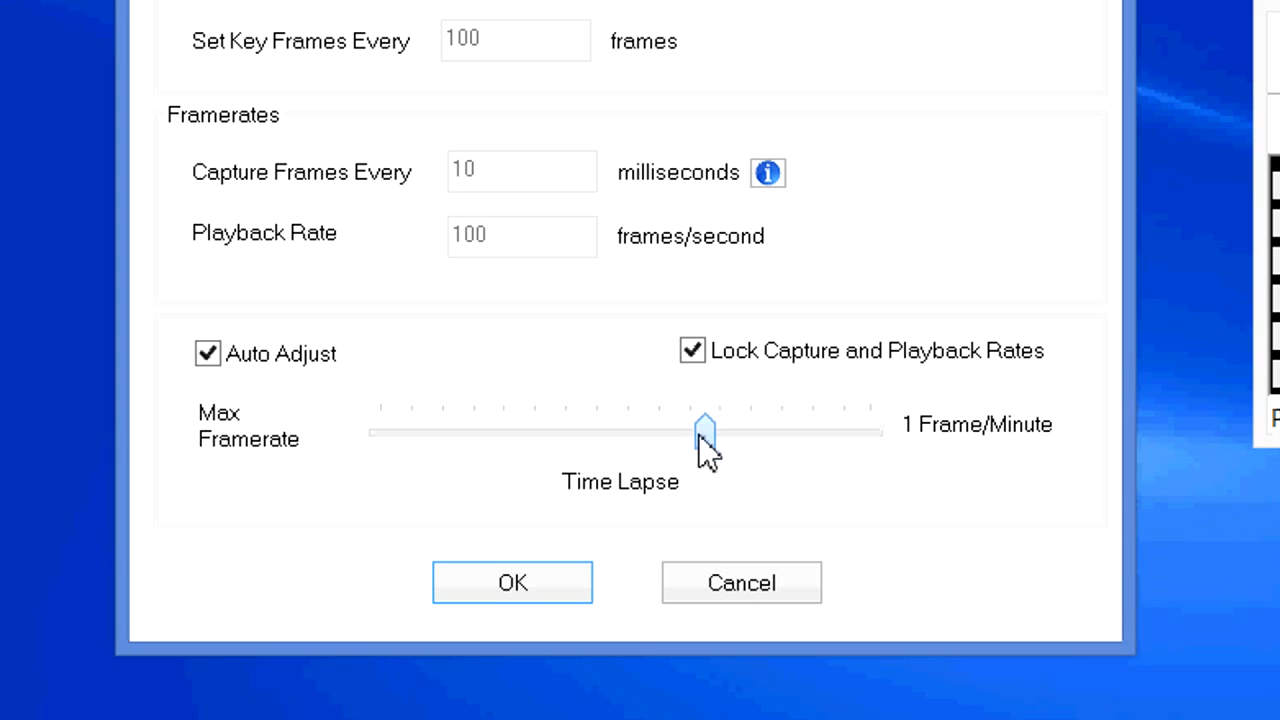 Set Key Frames Every 100 frames
Framerates
Capture Frames Every 10 milliseconds
Playback Rate 100 frames/second
Auto Adjust Lock Capture and Playback Rates
Max Framerate 1 Frame/Minute
Time Lapse
OK Cancel